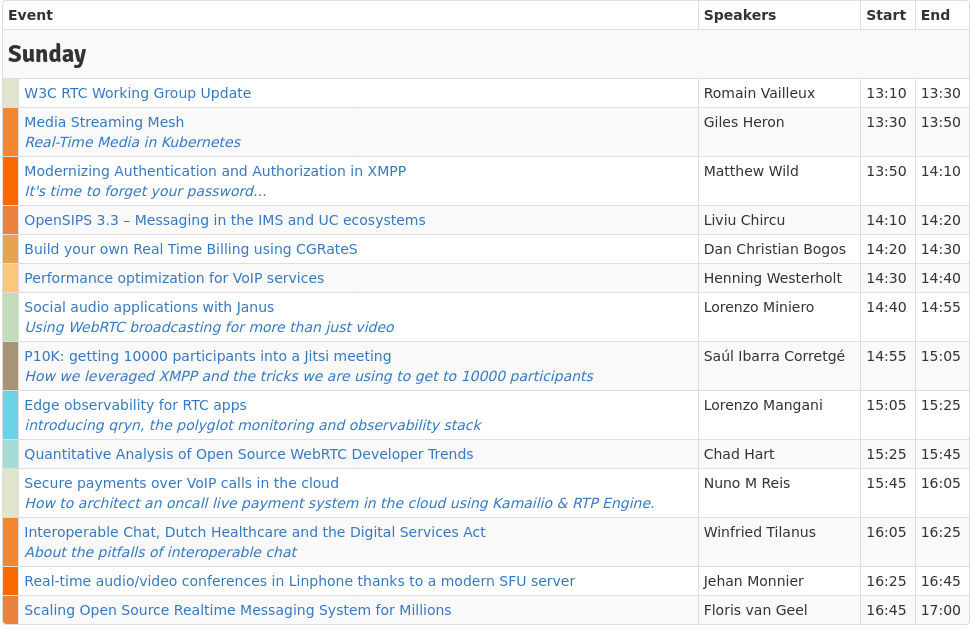 Event Speakers Start End
Sunday
W3C RTC Working Group Update Romain Vailleux 13:10 13:30
Media Streaming Mesh Giles Heron 13:30 13:50
Real-Time Media in Kubernetes
Modernizing Authentication and Authorization in XMPP Matthew Wild 13:50 14:10
It's time to forget your password...
OpenSIPS 3.3 – Messaging in the IMS and UC ecosystems Liviu Chircu 14:10 14:20
Build your own Real Time Billing using CGRateS Dan Christian Bogos 14:20 14:30
Performance optimization for VoIP services Henning Westerholt 14:30 14:40
Social audio applications with Janus Lorenzo Miniero 14:40 14:55
Using WebRTC broadcasting for more than just video
P10K: getting 10000 participants into a Jitsi meeting Saúl Ibarra Corretgé 14:55 15:05
How we leveraged XMPP and the tricks we are using to get to 10000 participants
Edge observability for RTC apps Lorenzo Mangani 15:05 15:25
introducing qryn, the polyglot monitoring and observability stack
Quantitative Analysis of Open Source WebRTC Developer Trends Chad Hart 15:25 15:45
Secure payments over VoIP calls in the cloud Nuno M Reis 15:45 16:05
How to architect an oncall live payment system in the cloud using Kamailio & RTP Engine.
Interoperable Chat, Dutch Healthcare and the Digital Services Act Winfried Tilanus 16:05 16:25
About the pitfalls of interoperable chat
Real-time audio/video conferences in Linphone thanks to a modern SFU server Jehan Monnier 16:25 16:45
Scaling Open Source Realtime Messaging System for Millions Floris van Geel 16:45 17:00